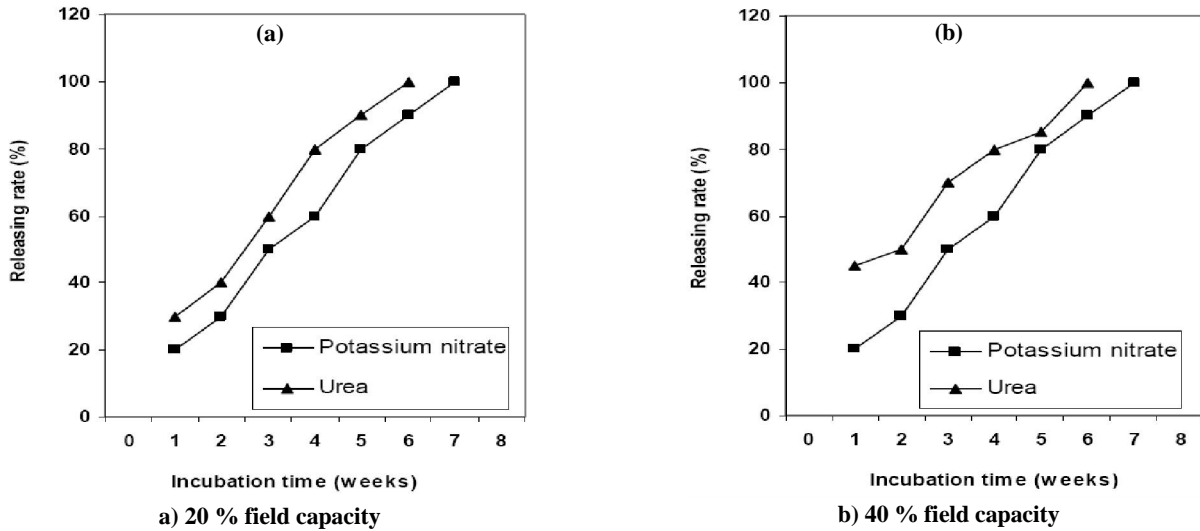 (a)
Releasing rate (%)
120
100
80
60
40
20
0
Potassium nitrate
Urea
0 1 2 3 4 5 6 7 8
Incubation time (weeks)
a) 20 % field capacity
(b)
Releasing rate (%)
120
100
80
60
40
20
0
Potassium nitrate
Urea
0 1 2 3 4 5 6 7 8
Incubation time (weeks)
b) 40 % field capacity